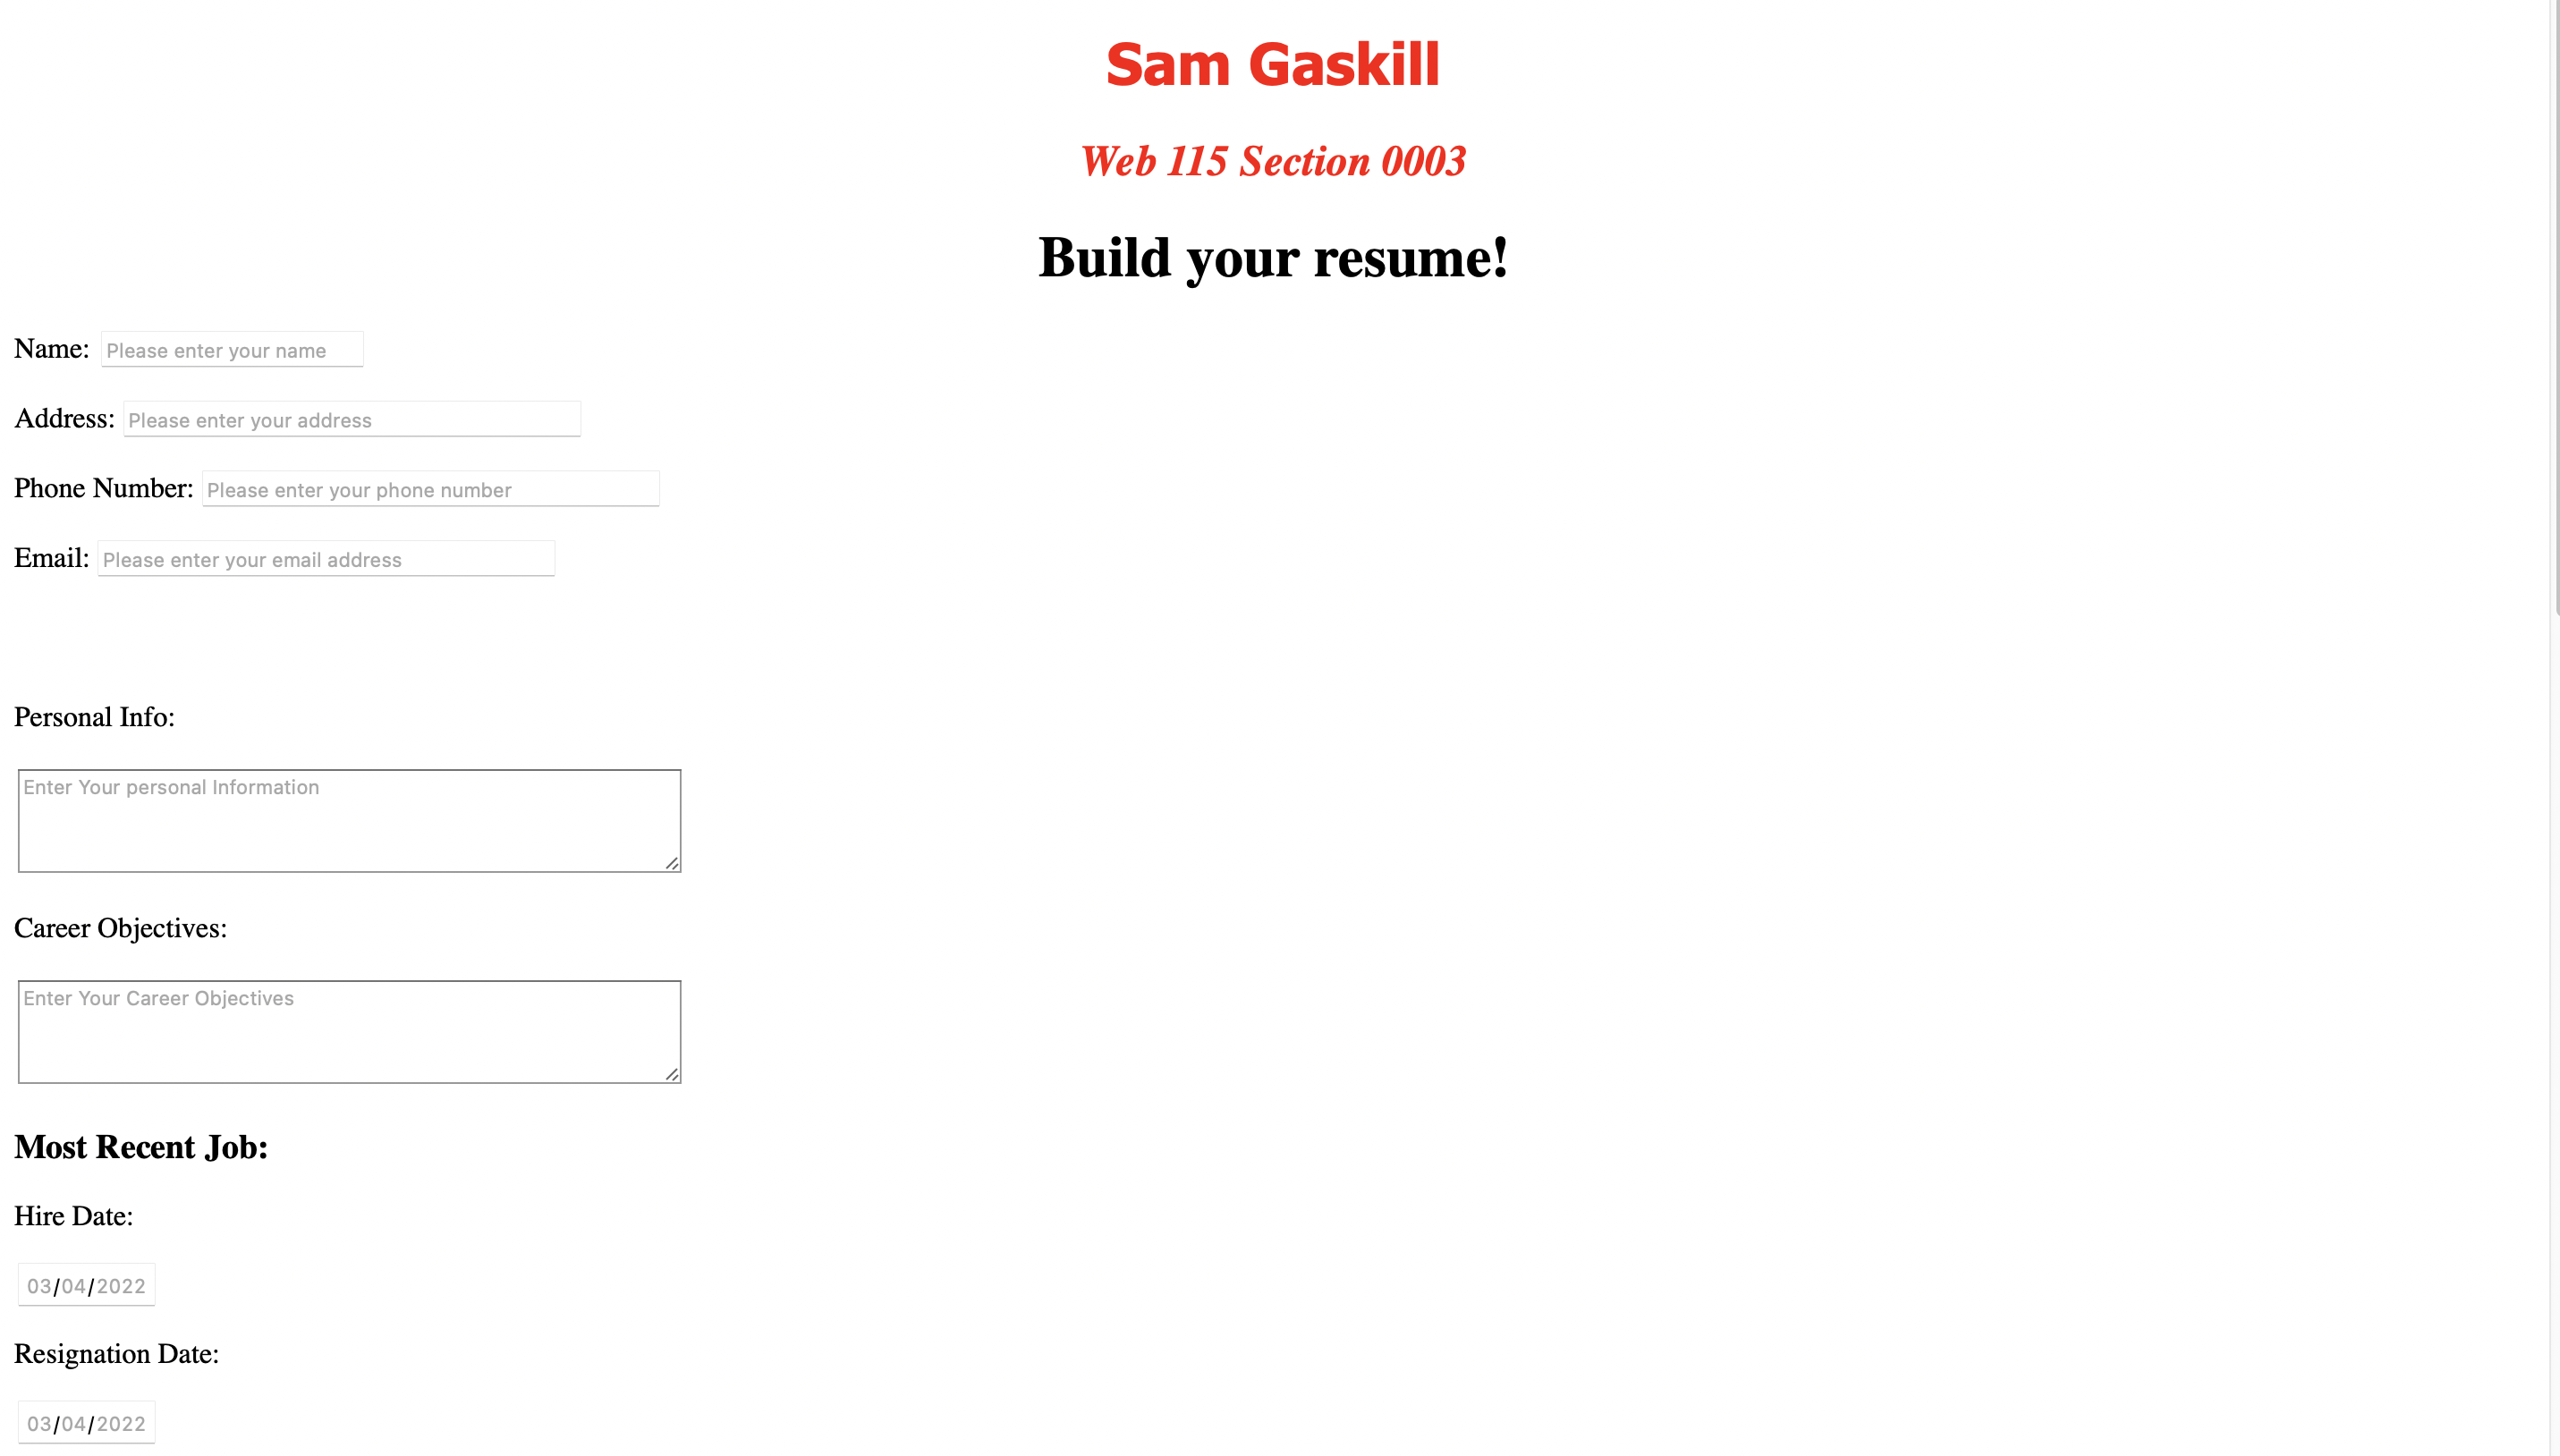 Sam Gaskill
Web 115 Section 0003
Build your resume!
Name: Please enter your name
Address: Please enter your address
Phone Number: Please enter your phone number
Email: Please enter your email address
Personal Info:
Enter Your personal Information
Career Objectives:
Enter Your Career Objectives
Most Recent Job:
Hire Date:
03/04/2022
Resignation Date:
03/04/2022